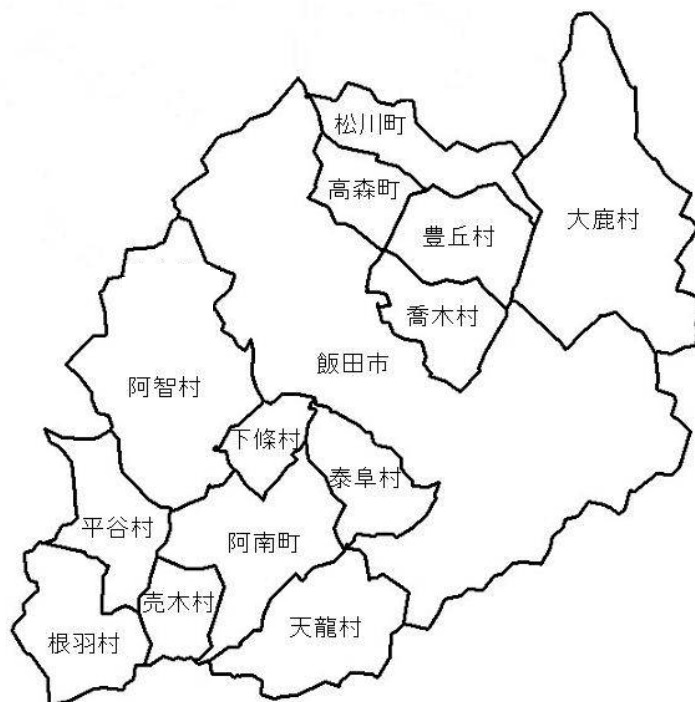 松川町
高森町
大鹿村
豊丘村
喬木村
飯田市
阿智村
下條村
泰阜村
平谷村
阿南町
売木村
天龍村
根羽村